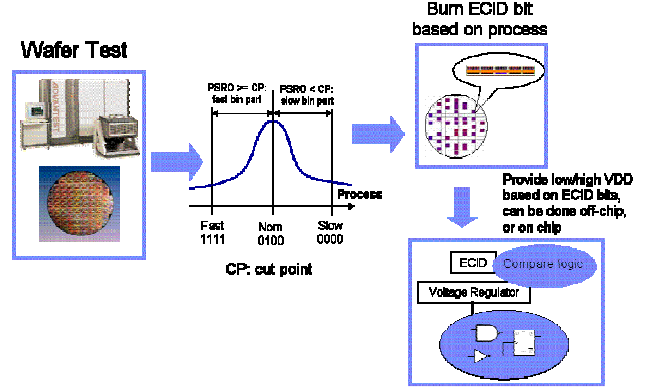 Wafer Test
PSRO >= CP:
fast bin part
PSRO < CP:
slow bin part
Process
Fast
1111
Nom
0100
Slow
0000
CP: cut point
Burn ECID bit
based on process
Provide low/high VDD
based on ECID bits,
can be done off-chip,
or on chip
ECID
Compare logic
Voltage Regulator